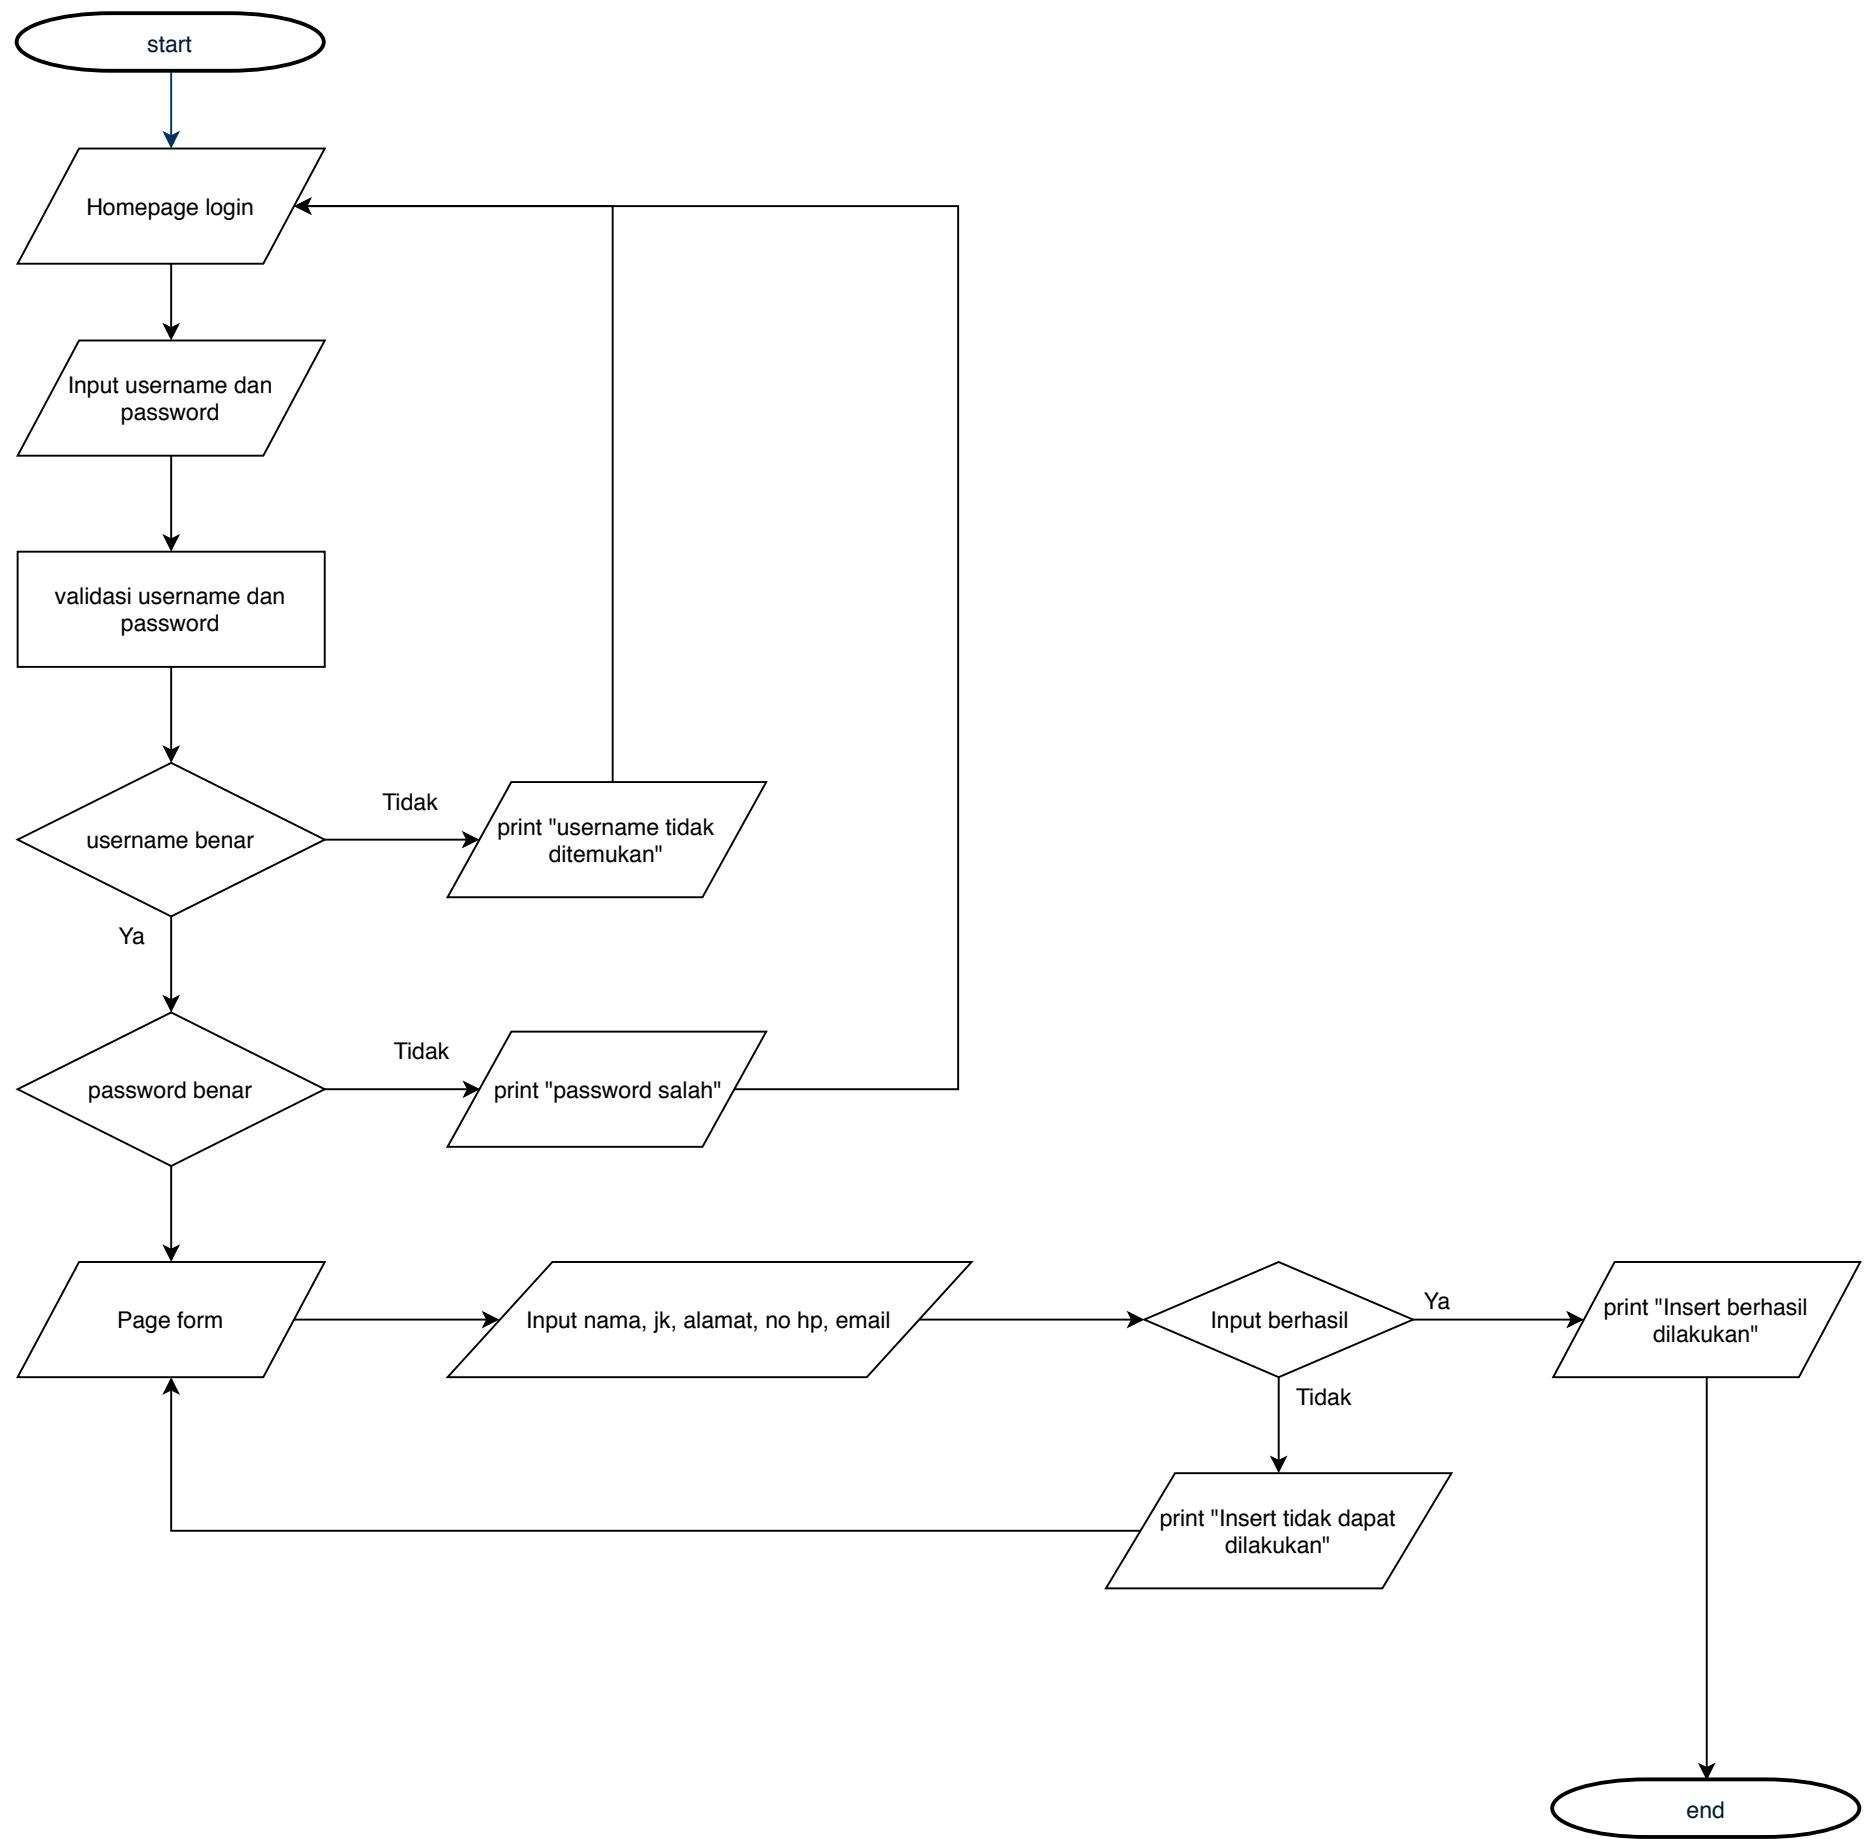 start
Homepage login
Input username dan
password
validasi username dan
password
username benar
Tidak
print "username tidak
ditemukan"
Ya
password benar
Tidak
print "password salah"
Page form
Input nama, jk, alamat, no hp, email
Input berhasil
Ya
print "Insert berhasil
dilakukan"
Tidak
print "Insert tidak dapat
dilakukan"
end